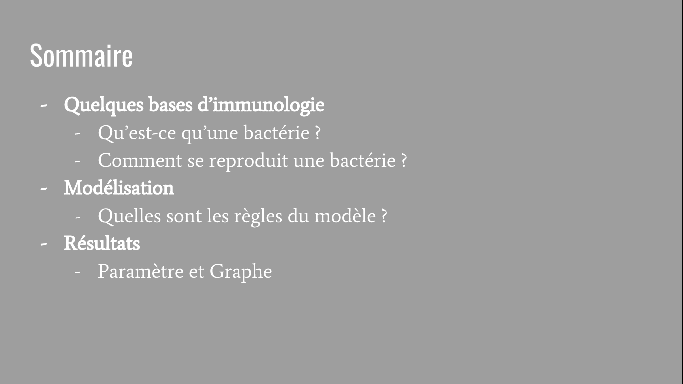 Sommaire
- Quelques bases d’immunologie
- Qu’est-ce qu’une bactérie ?
- Comment se reproduit une bactérie ?
- Modélisation
- Quelles sont les règles du modèle ?
- Résultats
- Paramètre et Graphe